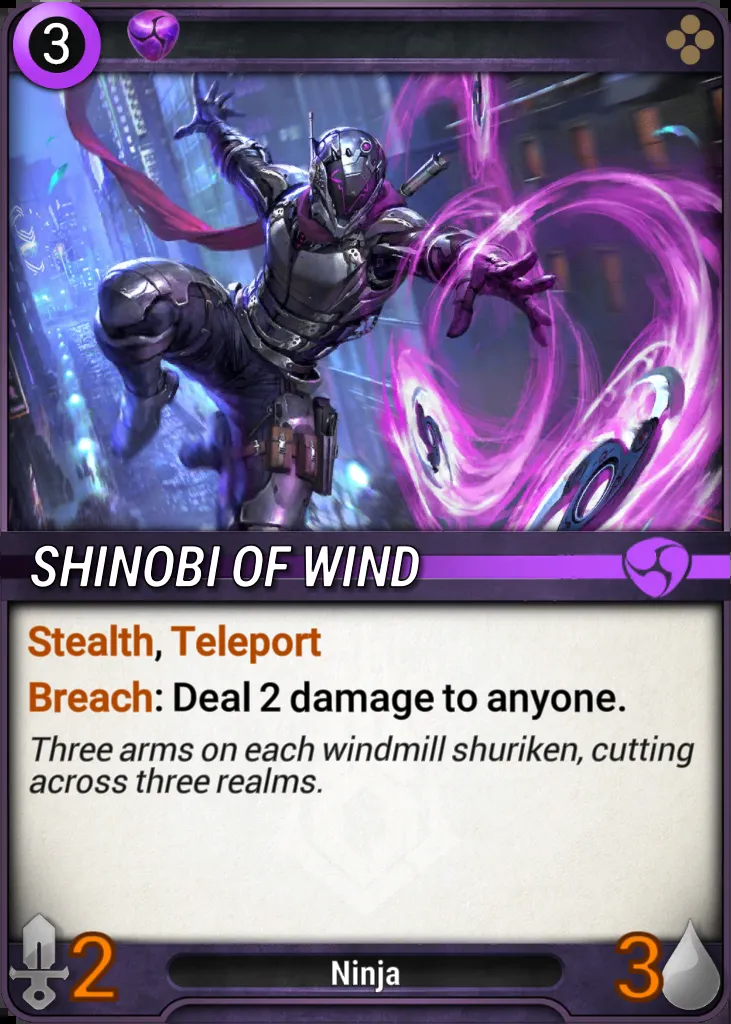 3
SHINOBI OF WIND
Stealth, Teleport
Breach: Deal 2 damage to anyone.
Three arms on each windmill shuriken, cutting
across three realms.
2
Ninja
3